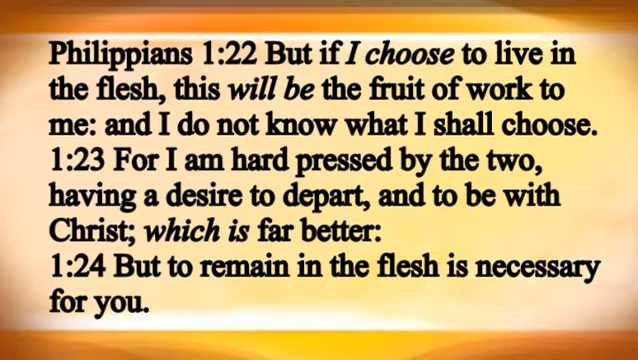 Philippians 1:22 But if I choose to live in
the flesh, this will be the fruit of work to
me: and I do not know what I shall choose.
1:23 For I am hard pressed by the two,
having a desire to depart, and to be with
Christ; which is far better:
1:24 But to remain in the flesh is necessary
for you.